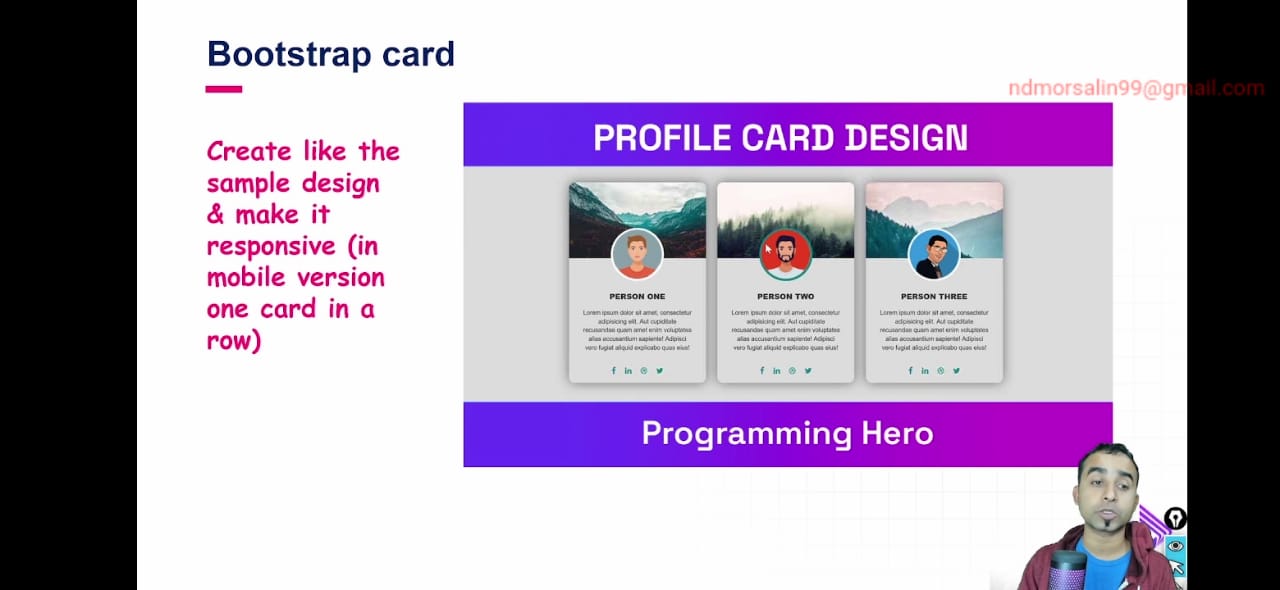 Bootstrap card
ndmorsalin99@gmail.com
Create like the
sample design
& make it
responsive (in
mobile version
one card in a
row)
PROFILE CARD DESIGN
PERSON ONE
Lorem ipsum dolor sit amet, consectetur
adipisicing elit. Aut cupiditate
recusandae quam amet enim voluptates
alias accusantium sapiente! Adipisci
vero fugiat aliquid explicabo quas eius!
PERSON TWO
Lorem ipsum dolor sit amet, consectetur
adipisicing elit. Aut cupiditate
recusandae quam amet enim voluptates
alias accusantium sapiente! Adipisci
vero fugiat aliquid explicabo quas eius!
PERSON THREE
Lorem ipsum dolor sit amet, consectetur
adipisicing elit. Aut cupiditate
recusandae quam amet enim voluptates
alias accusantium sapiente! Adipisci
vero fugiat aliquid explicabo quas eius!
Programming Hero